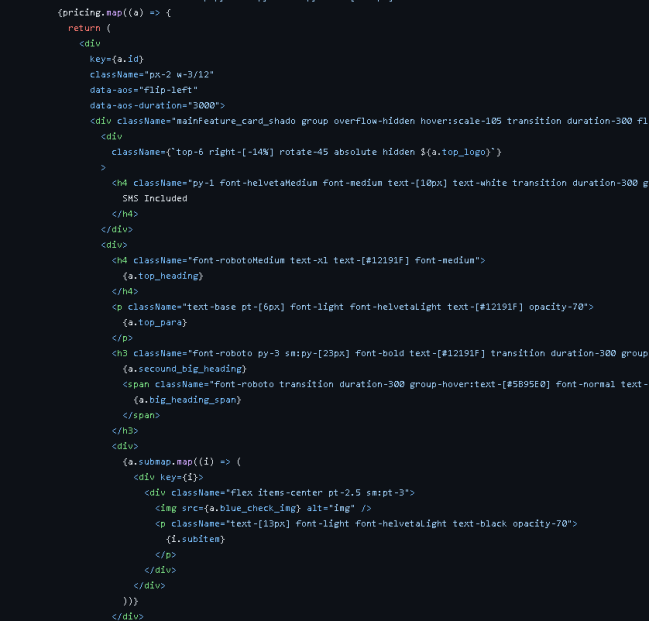 {pricing.map((a) => {
return (
<div
key={a.id}
className="px-2 w-3/12"
data-aos="flip-left"
data-aos-duration="3000">
<div className="mainFeature_card_shado group overflow-hidden hover:scale-105 transition duration-300 fl
<div
className={`top-6 right-[-14%] rotate-45 absolute hidden ${a.top_logo}`}
>
<h4 className="py-1 font-helvetaMedium font-medium text-[10px] text-white transition duration-300 g
SMS Included
</h4>
</div>
<div>
<h4 className="font-robotoMedium text-xl text-[#12191F] font-medium">
{a.top_heading}
</h4>
<p className="text-base pt-[6px] font-light font-helvetaLight text-[#12191F] opacity-70">
{a.top_para}
</p>
<h3 className="font-roboto py-3 sm:py-[23px] font-bold text-[#12191F] transition duration-300 group
{a.secound_big_heading}
<span className="font-roboto transition duration-300 group-hover:text-[#5B95E0] font-normal text-
{a.big_heading_span}
</span>
</h3>
<div>
{a.submap.map((i) => (
<div key={i}>
<div className="flex items-center pt-2.5 sm:pt-3">
<img src={a.blue_check_img} alt="img" />
<p className="text-[13px] font-light font-helvetaLight text-black opacity-70">
{i.subitem}
</p>
</div>
</div>
))}
</div>